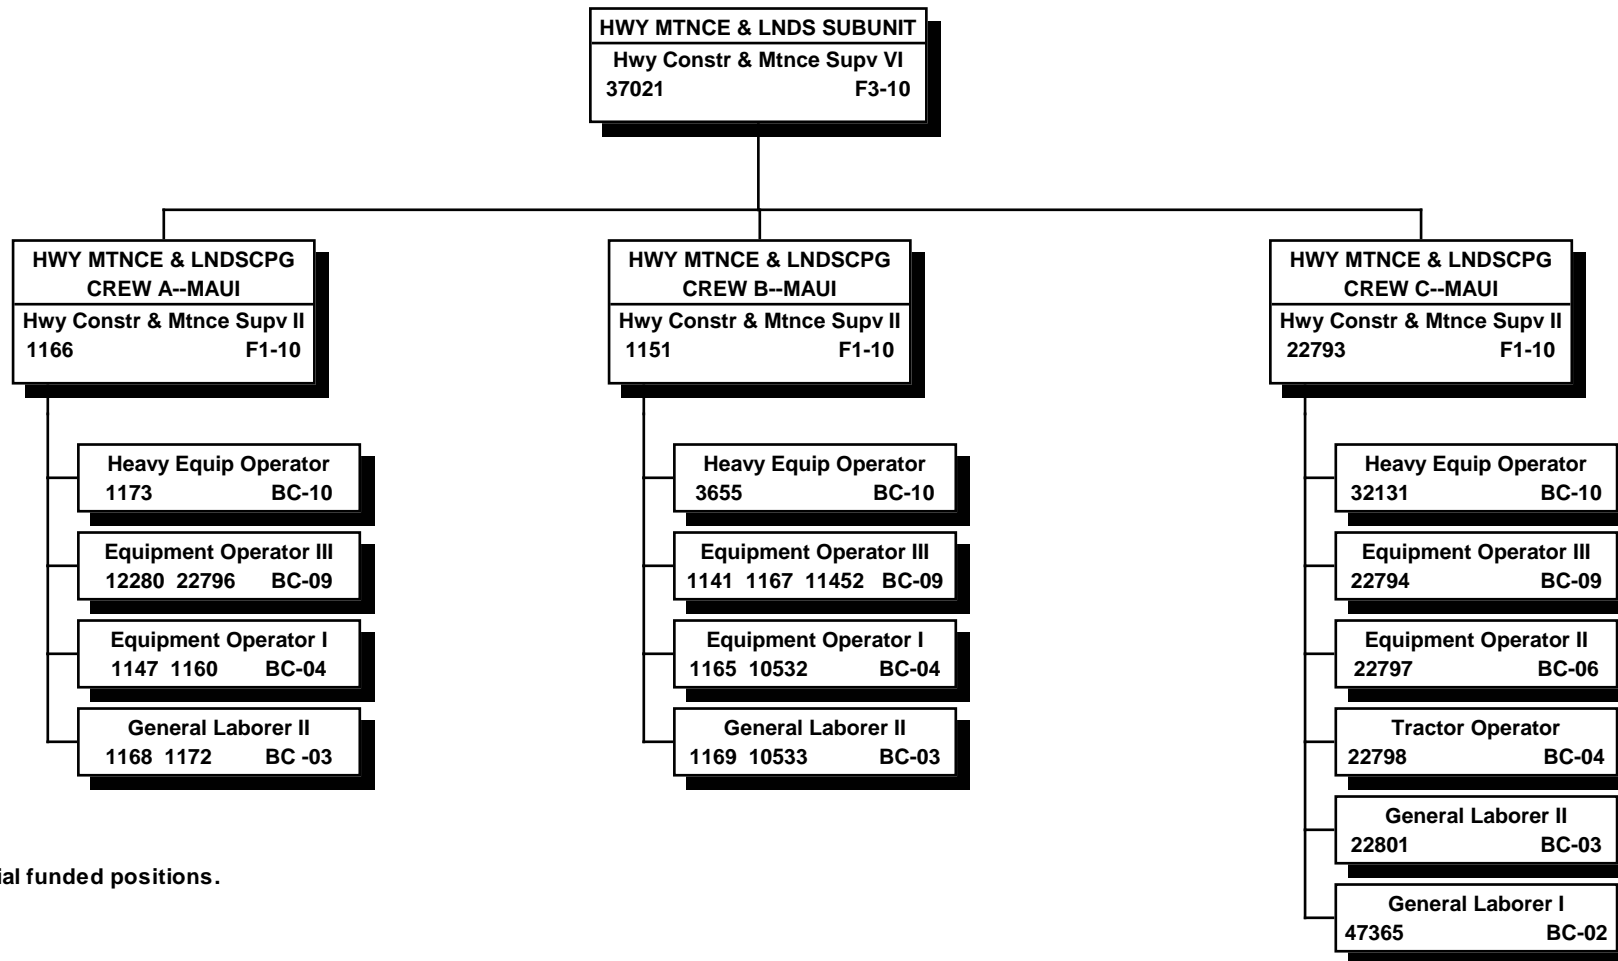 HWY MTNCE & LNDS SUBUNIT
Hwy Constr & Mtnce Supv VI
37021 F3-10
HWY MTNCE & LNDSCPG
CREW A--MAUI
Hwy Constr & Mtnce Supv II
1166 F1-10
Heavy Equip Operator
1173 BC-10
Equipment Operator III
12280 22796 BC-09
Equipment Operator I
1147 1160 BC-04
General Laborer II
1168 1172 BC -03
HWY MTNCE & LNDSCPG
CREW B--MAUI
Hwy Constr & Mtnce Supv II
1151 F1-10
Heavy Equip Operator
3655 BC-10
Equipment Operator III
1141 1167 11452 BC-09
Equipment Operator I
1165 10532 BC-04
General Laborer II
1169 10533 BC-03
HWY MTNCE & LNDSCPG
CREW C--MAUI
Hwy Constr & Mtnce Supv II
22793 F1-10
Heavy Equip Operator
32131 BC-10
Equipment Operator III
22794 BC-09
Equipment Operator II
22797 BC-06
Tractor Operator
22798 BC-04
General Laborer II
22801 BC-03
General Laborer I
47365 BC-02
funded positions.